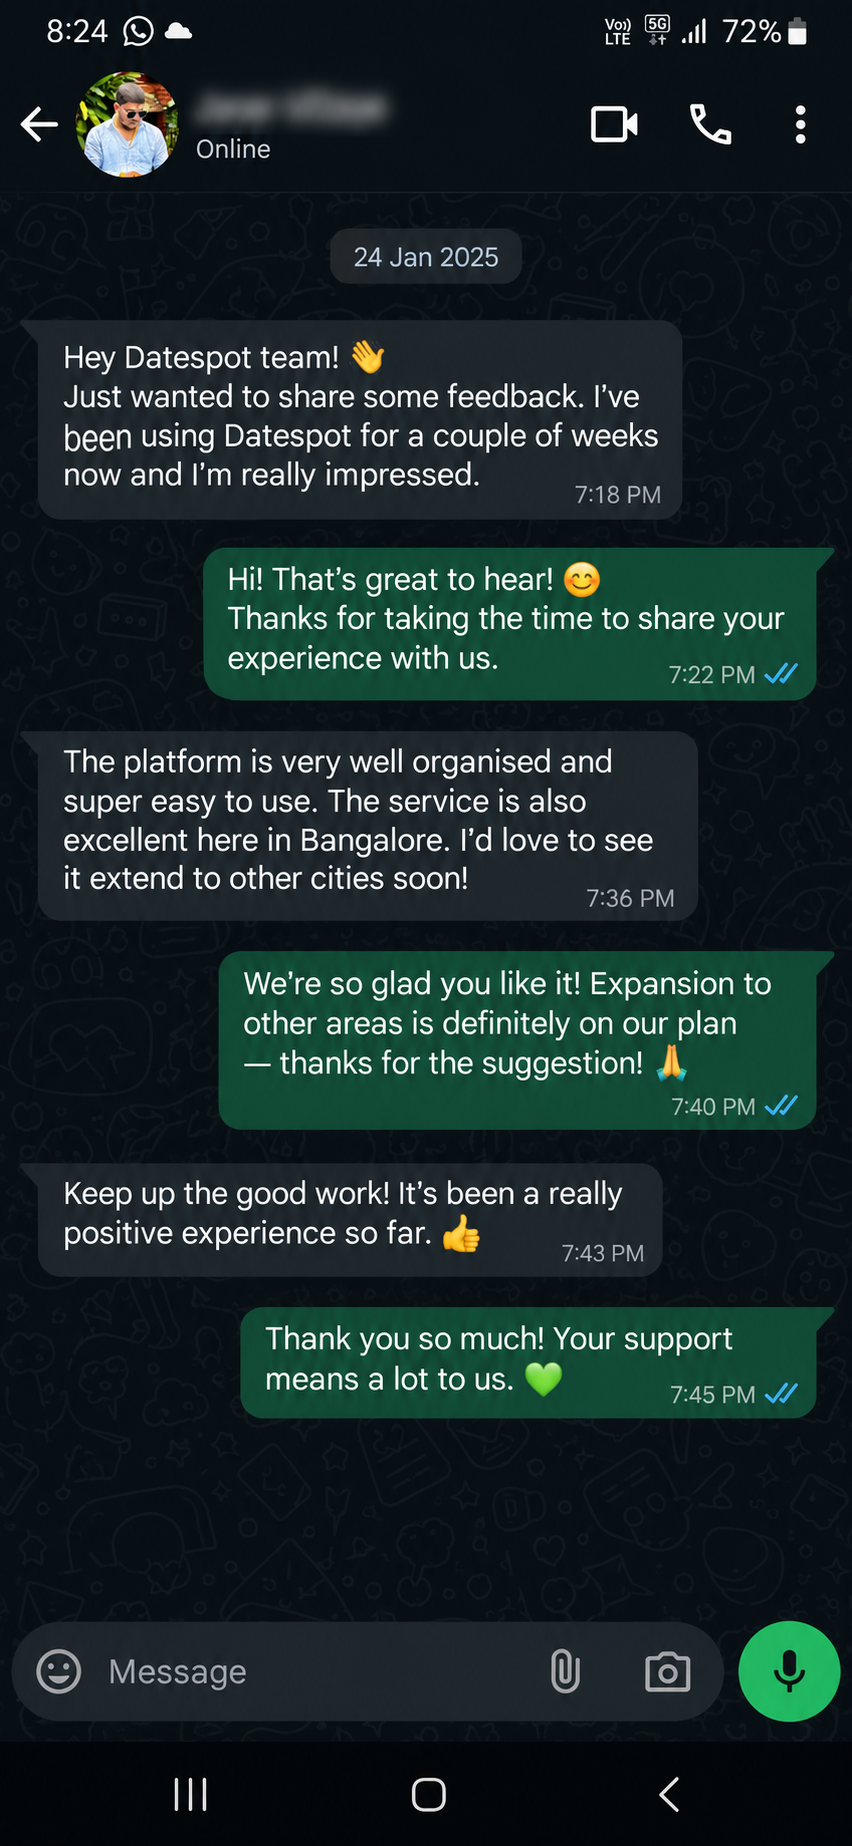 8:24
Vo)) LTE 5G 72%
Online
24 Jan 2025
Hey Datespot team! 👋
Just wanted to share some feedback. I’ve
been using Datespot for a couple of weeks
now and I’m really impressed.
7:18 PM
Hi! That’s great to hear! 😊
Thanks for taking the time to share your
experience with us.
7:22 PM
The platform is very well organised and
super easy to use. The service is also
excellent here in Bangalore. I’d love to see
it extend to other cities soon!
7:36 PM
We’re so glad you like it! Expansion to
other areas is definitely on our plan
— thanks for the suggestion! 🙏
7:40 PM
Keep up the good work! It’s been a really
positive experience so far. 👍
7:43 PM
Thank you so much! Your support
means a lot to us. 💚
7:45 PM
Message